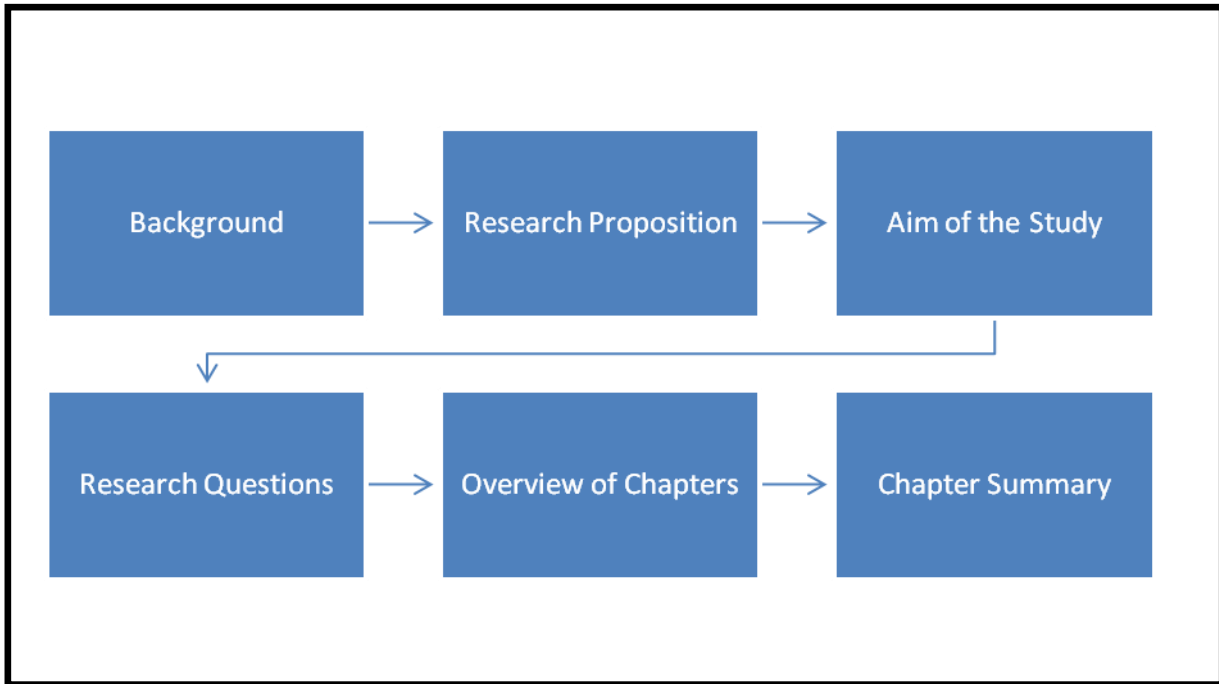 Background
Research Proposition
Aim of the Study
Research Questions
Overview of Chapters
Chapter Summary